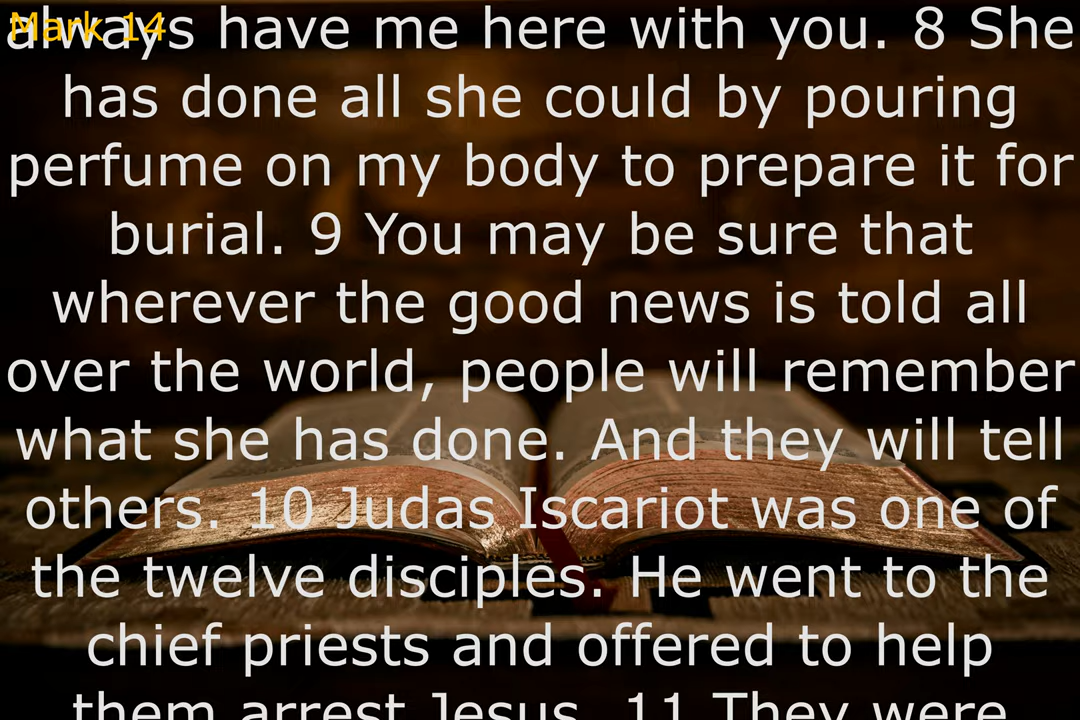 Mark 14
always have me here with you. 8 She
has done all she could by pouring
perfume on my body to prepare it for
burial. 9 You may be sure that
wherever the good news is told all
over the world, people will remember
what she has done. And they will tell
others. 10 Judas Iscariot was one of
the twelve disciples. He went to the
chief priests and offered to help
them arrest Jesus. 11 They were